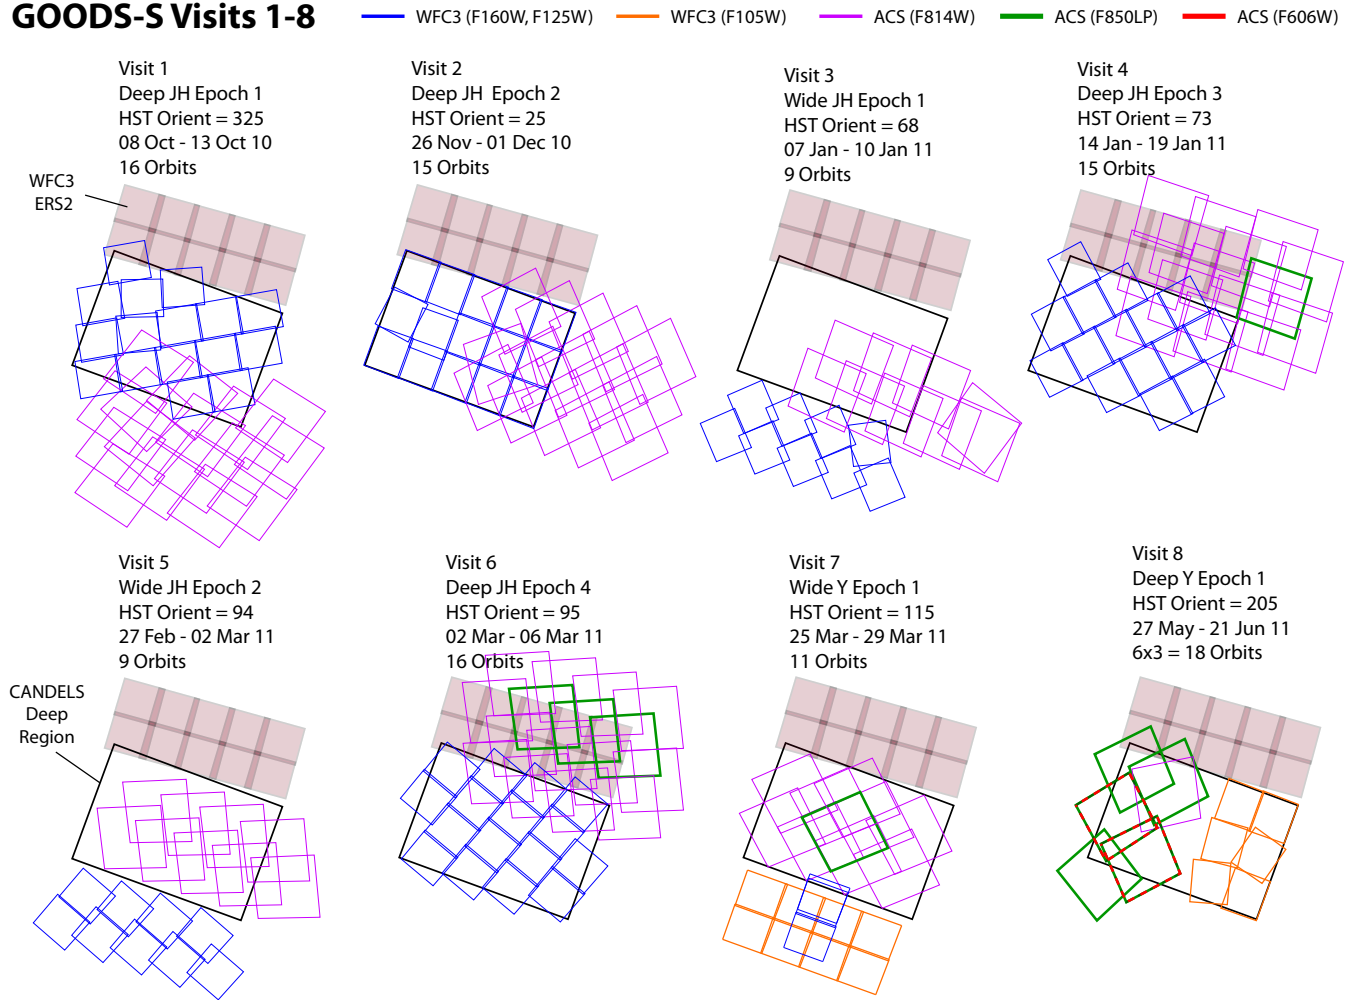 GOODS-S Visits 1-8
WFC3 (F160W, F125W)
WFC3 (F105W)
ACS (F814W)
ACS (F850LP)
ACS (F606W)
Visit 1
Deep JH Epoch 1
HST Orient = 325
08 Oct - 13 Oct 10
16 Orbits
Visit 2
Deep JH Epoch 2
HST Orient = 25
26 Nov - 01 Dec 10
15 Orbits
Visit 3
Wide JH Epoch 1
HST Orient = 68
07 Jan - 10 Jan 11
9 Orbits
Visit 4
Deep JH Epoch 3
HST Orient = 73
14 Jan - 19 Jan 11
15 Orbits
WFC3
ERS2
Visit 5
Wide JH Epoch 2
HST Orient = 94
27 Feb - 02 Mar 11
9 Orbits
Visit 6
Deep JH Epoch 4
HST Orient = 95
02 Mar - 06 Mar 11
16 Orbits
Visit 7
Wide Y Epoch 1
HST Orient = 115
25 Mar - 29 Mar 11
11 Orbits
Visit 8
Deep Y Epoch 1
HST Orient = 205
27 May - 21 Jun 11
6x3 = 18 Orbits
CANDELS
Deep
Region